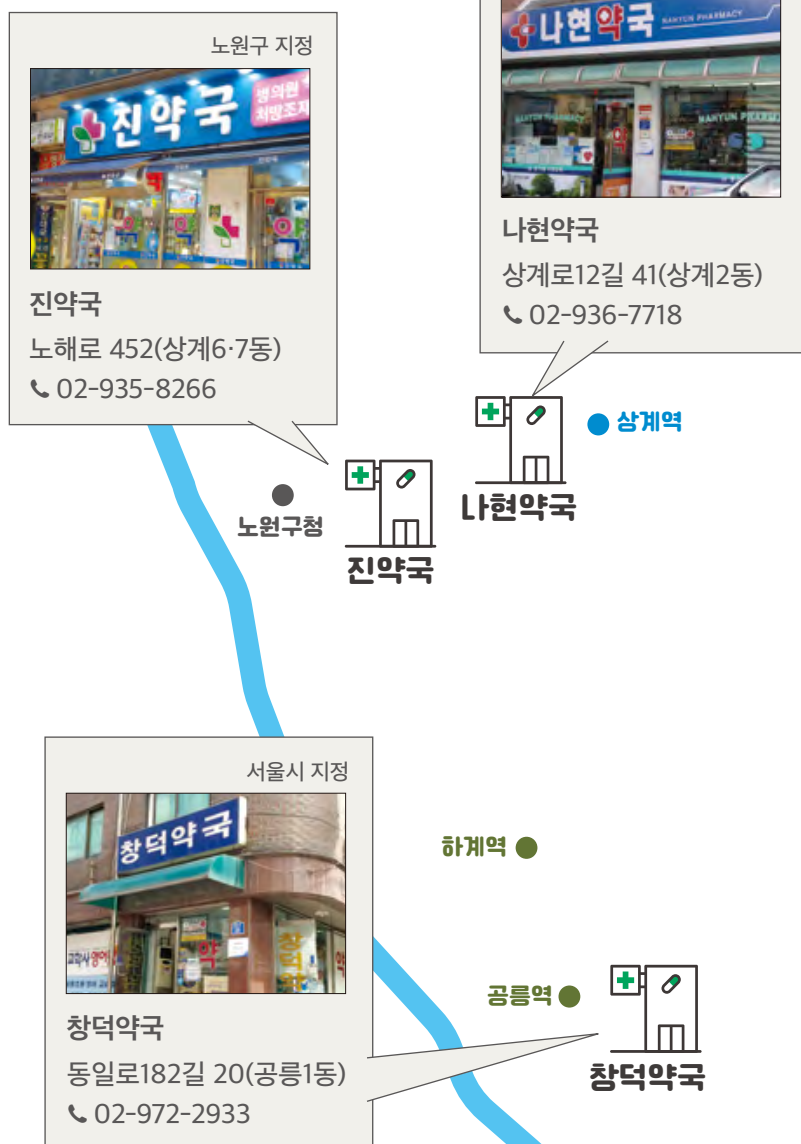 노원구 지정
진약국
병의원
처방조제
진약국
노해로 452(상계6·7동)
02-935-8266
나현약국
NAHYUN PHARMACY
NAHYUN PHARMACY
나현약국
상계로12길 41(상계2동)
02-936-7718
상계역
나현약국
노원구청
진약국
서울시 지정
창덕약국
창덕약국
동일로182길 20(공릉1동)
02-972-2933
하계역
공릉역
창덕약국